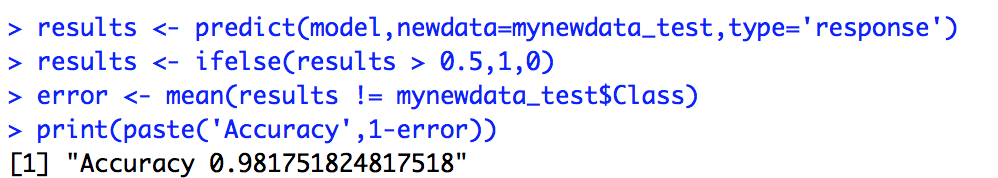 > results <- predict(model,newdata=mynewdata_test,type='response')
> results <- ifelse(results > 0.5,1,0)
> error <- mean(results != mynewdata_test$Class)
> print(paste('Accuracy',1-error))
[1] "Accuracy 0.981751824817518"